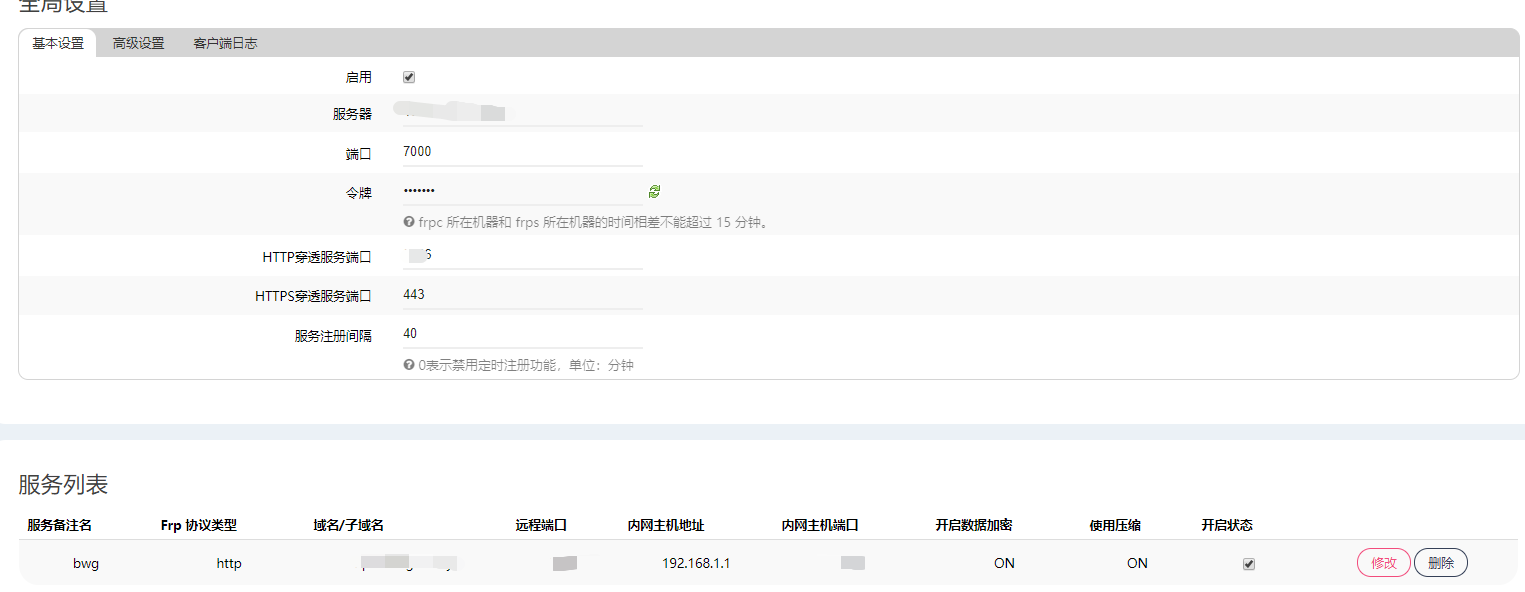 全局设置
基本设置 高级设置 客户端日志
启用
服务器
端口 7000
令牌 •••••••
frpc 所在机器和 frps 所在机器的时间相差不能超过 15 分钟。
HTTP穿透服务端口 6
HTTPS穿透服务端口 443
服务注册间隔 40
0表示禁用定时注册功能，单位：分钟
服务列表
服务备注名 Frp 协议类型 域名/子域名 远程端口 内网主机地址 内网主机端口 开启数据加密 使用压缩 开启状态
bwg http 192.168.1.1 ON ON 修改 删除